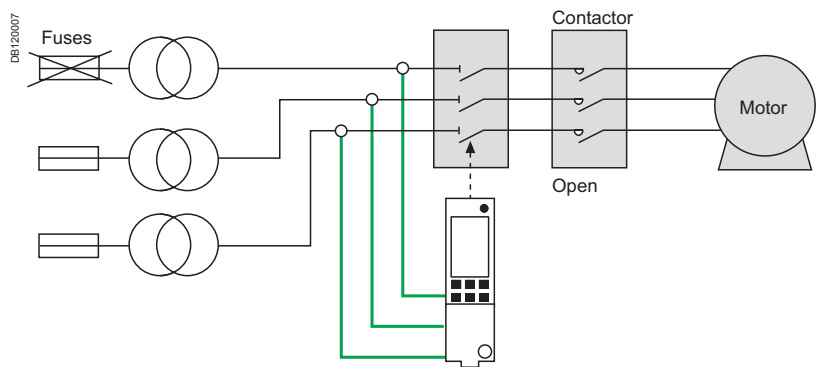 DB120007
Fuses
Contactor
Motor
Open